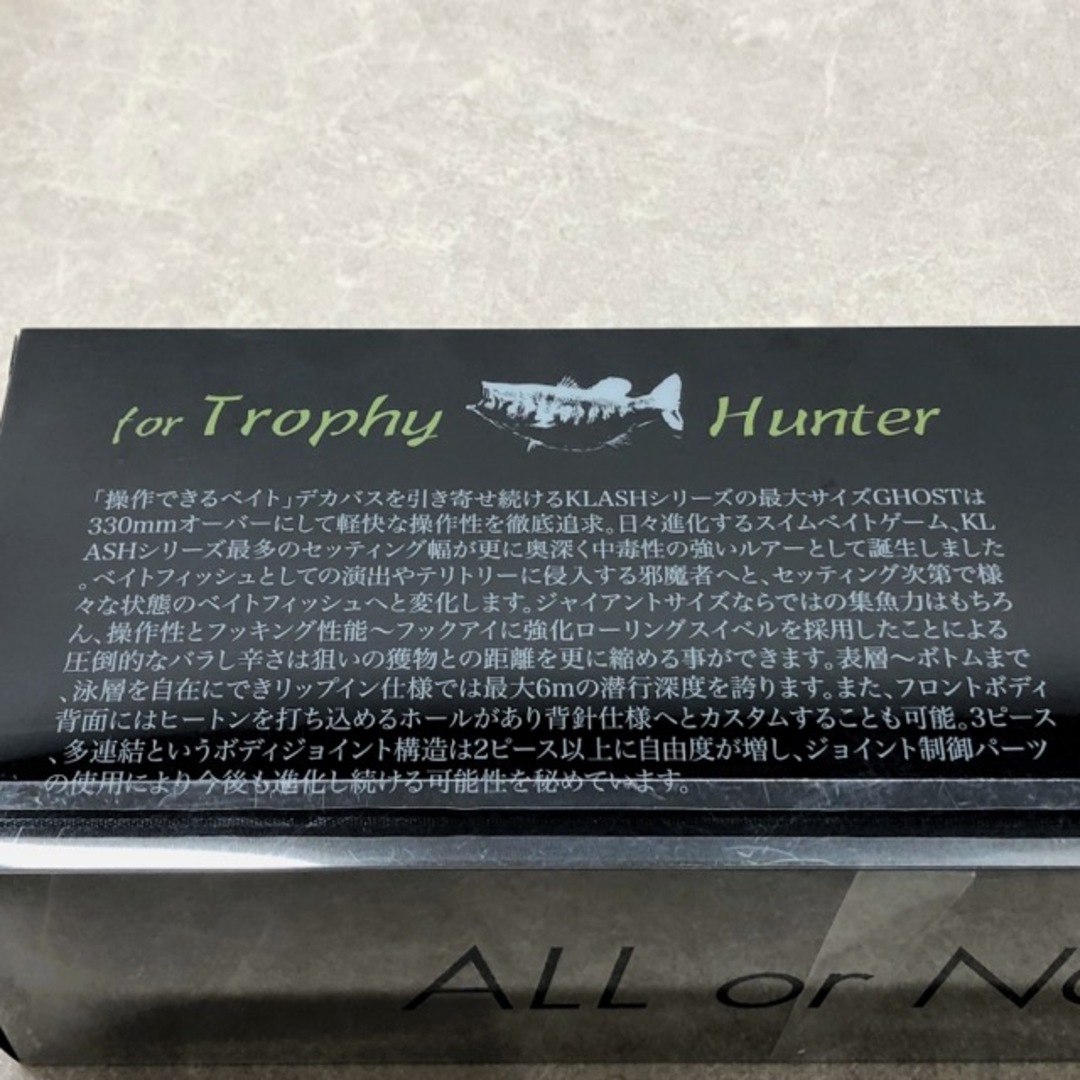 for Trophy Hunter
「操作できるベイト」デカバスを引き寄せ続けるKLASHシリーズの最大サイズGHOSTは
330mmオーバーにして軽快な操作性を徹底追求。日々進化するスイムベイトゲーム、KL
ASHシリーズ最多のセッティング幅が更に奥深く中毒性の強いルアーとして誕生しました
。ベイトフィッシュとしての演出やテリトリーに侵入する邪魔者へと、セッティング次第で様
々な状態のベイトフィッシュへと変化します。ジャイアントサイズならではの集魚力はもちろ
ん、操作性とフッキング性能～フックアイに強化ローリングスイベルを採用したことによる
圧倒的なバラし辛さは狙いの獲物との距離を更に縮める事ができます。表層～ボトムまで
、泳層を自在にできリップイン仕様では最大6mの潜行深度を誇ります。また、フロントボディ
背面にはヒートンを打ち込めるホールがあり背針仕様へとカスタムすることも可能。3ピース
、多連結というボディジョイント構造は2ピース以上に自由度が増し、ジョイント制御パーツ
の使用により今後も進化し続ける可能性を秘めています。
ALL or No